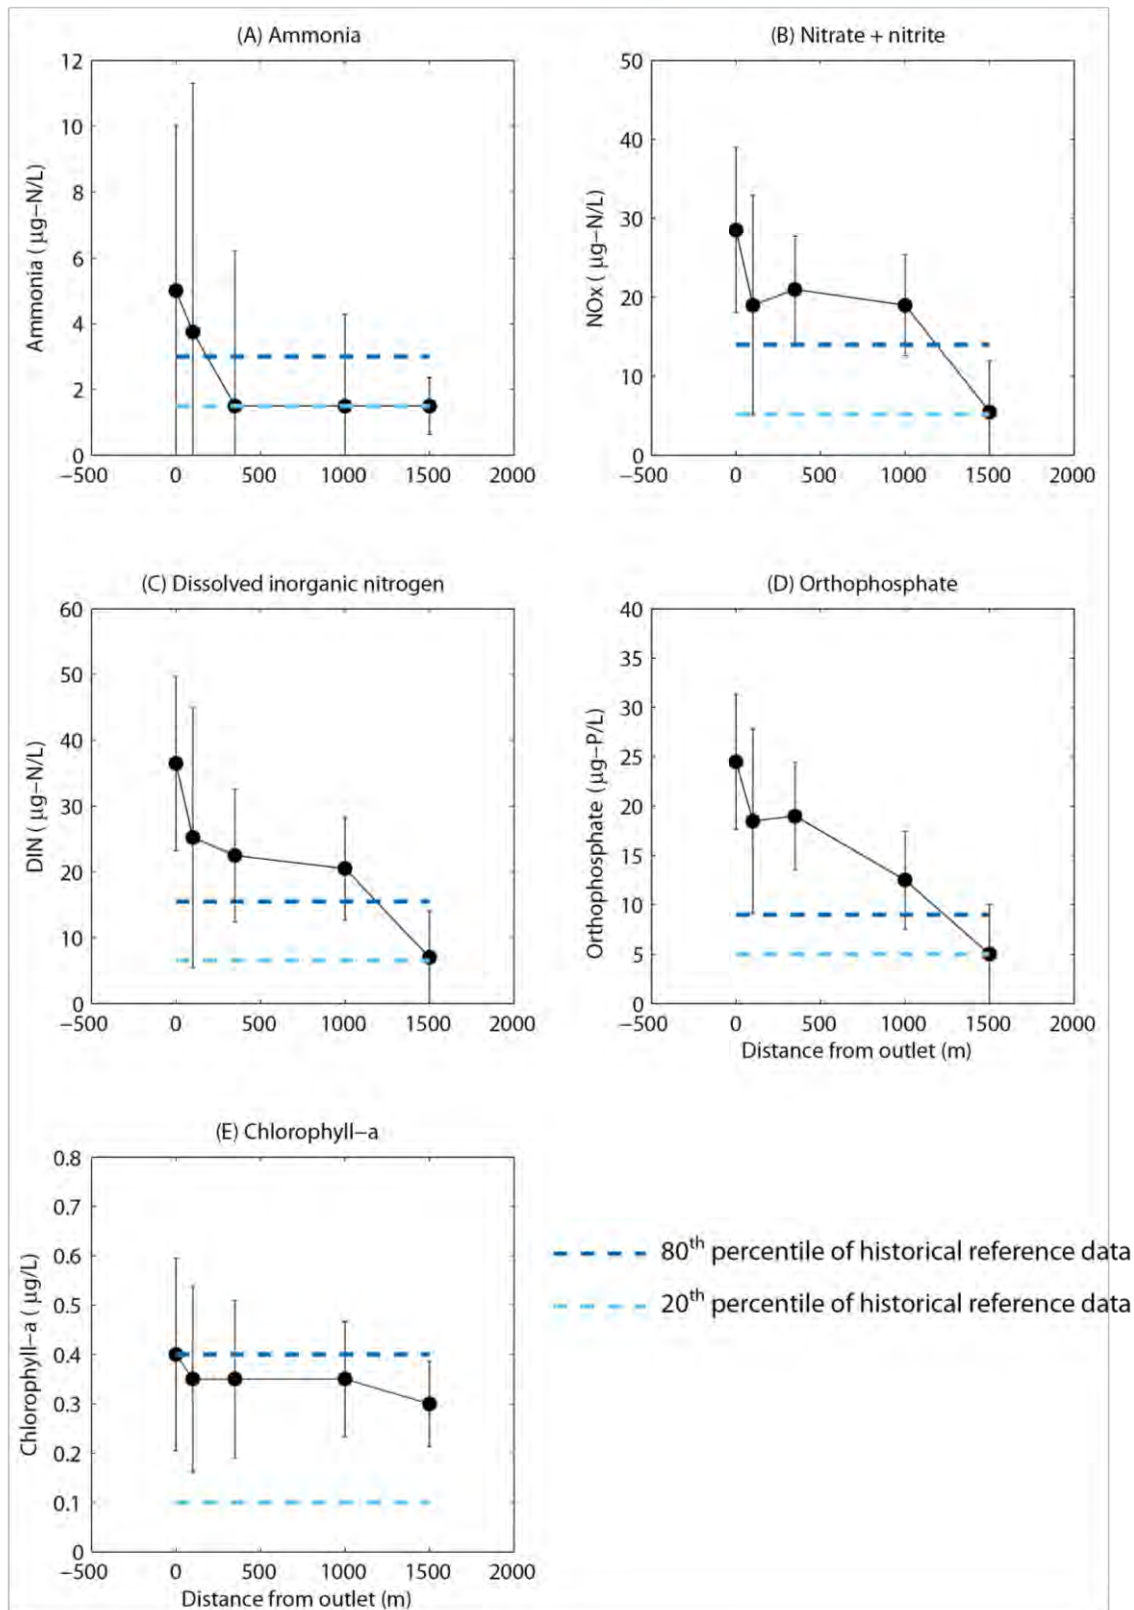 (A) Ammonia
12
10
8
6
4
2
0
Ammonia ( µg−N/L)
−500 0 500 1000 1500 2000
(B) Nitrate + nitrite
50
40
30
20
10
0
NOx ( µg−N/L)
−500 0 500 1000 1500 2000
(C) Dissolved inorganic nitrogen
60
50
40
30
20
10
0
DIN ( µg−N/L)
−500 0 500 1000 1500 2000
(D) Orthophosphate
40
35
30
25
20
15
10
5
0
Orthophosphate (µg−P/L)
−500 0 500 1000 1500 2000
Distance from outlet (m)
(E) Chlorophyll−a
0.8
0.7
0.6
0.5
0.4
0.3
0.2
0.1
0
Chlorophyll−a ( µg/L)
−500 0 500 1000 1500 2000
Distance from outlet (m)
80th percentile of historical reference data
20th percentile of historical reference data